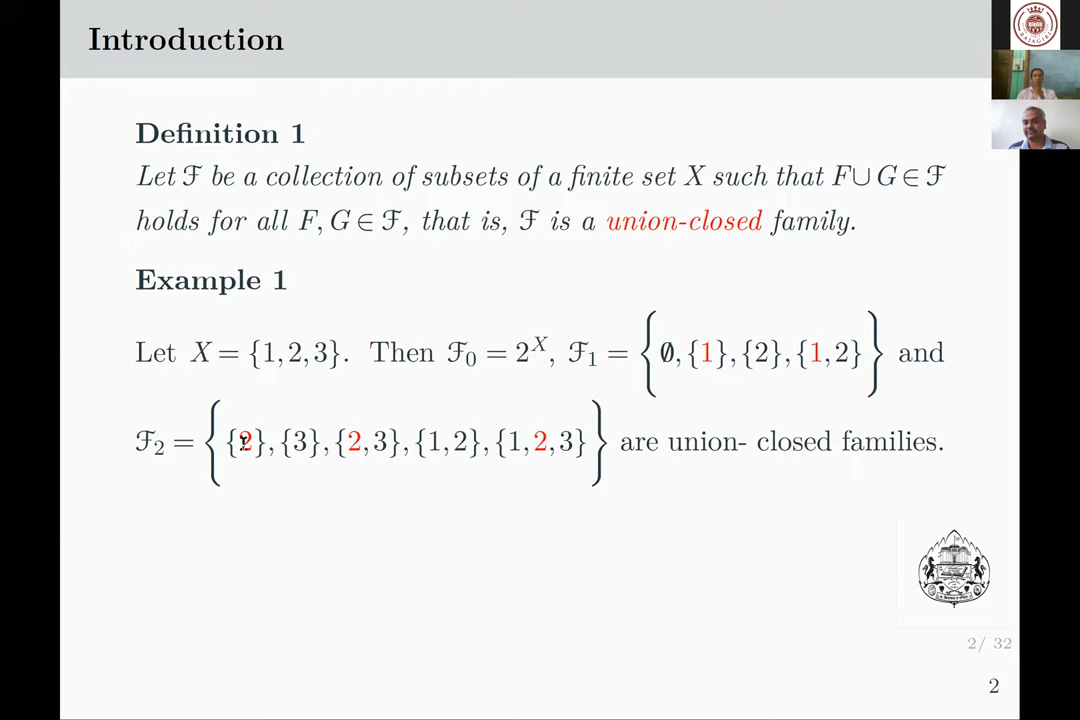 Introduction
RAJAGIRI
Definition 1
Let ℱ be a collection of subsets of a finite set X such that F∪ G∈ ℱ
holds for all F, G∈ ℱ, that is, ℱ is a union-closed family.
Example 1
Let X = {1, 2, 3}. Then ℱ₀ = 2ˣ, ℱ₁ = {∅, {1}, {2}, {1, 2}} and
ℱ₂ = {{2}, {3}, {2, 3}, {1, 2}, {1, 2, 3}} are union- closed families.
2/ 32
2